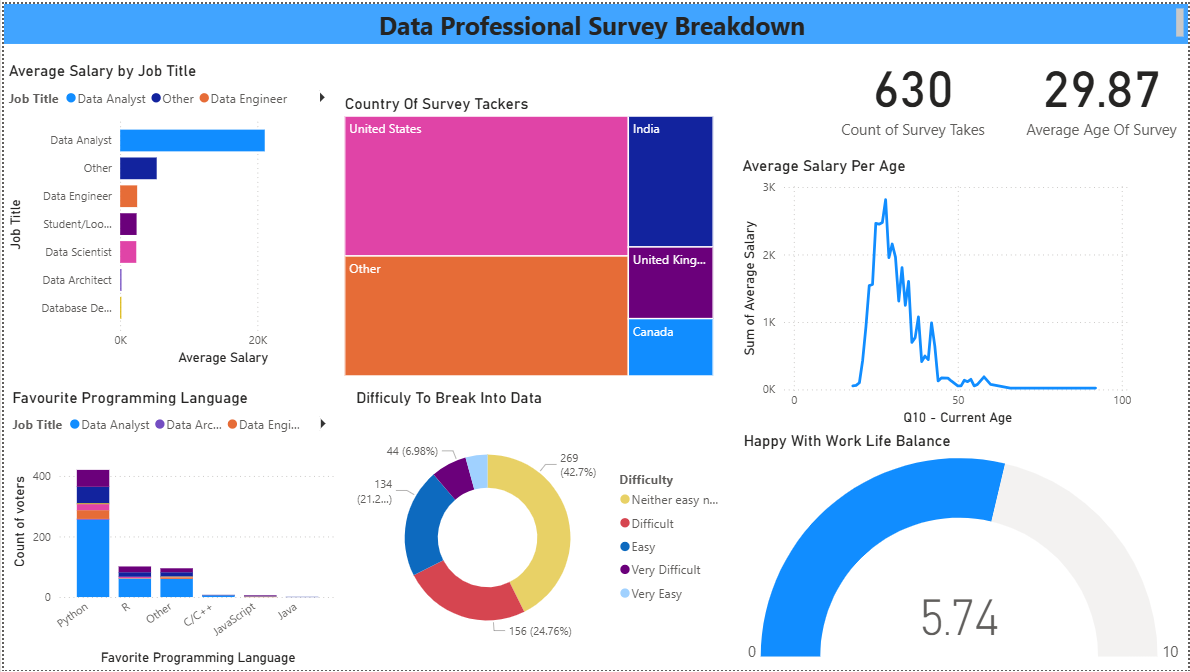 Data Professional Survey Breakdown
Average Salary by Job Title
Job Title Data Analyst Other Data Engineer
Job Title
Data Analyst
Other
Data Engineer
Student/Loo...
Data Scientist
Data Architect
Database De...
0K 20K
Average Salary
Country Of Survey Tackers
United States
Other
India
United King...
Canada
630
Count of Survey Takes
29.87
Average Age Of Survey
Average Salary Per Age
Sum of Average Salary
3K
2K
1K
0K
0 50 100
Q10 - Current Age
Favourite Programming Language
Job Title Data Analyst Data Arc... Data Engi...
Count of voters
400
200
0
Python R Other C/C++ JavaScript Java
Favorite Programming Language
Difficuly To Break Into Data
44 (6.98%)
269
(42.7%)
134
(21.2...)
156 (24.76%)
Difficulty
Neither easy n...
Difficult
Easy
Very Difficult
Very Easy
Happy With Work Life Balance
5.74
0 10